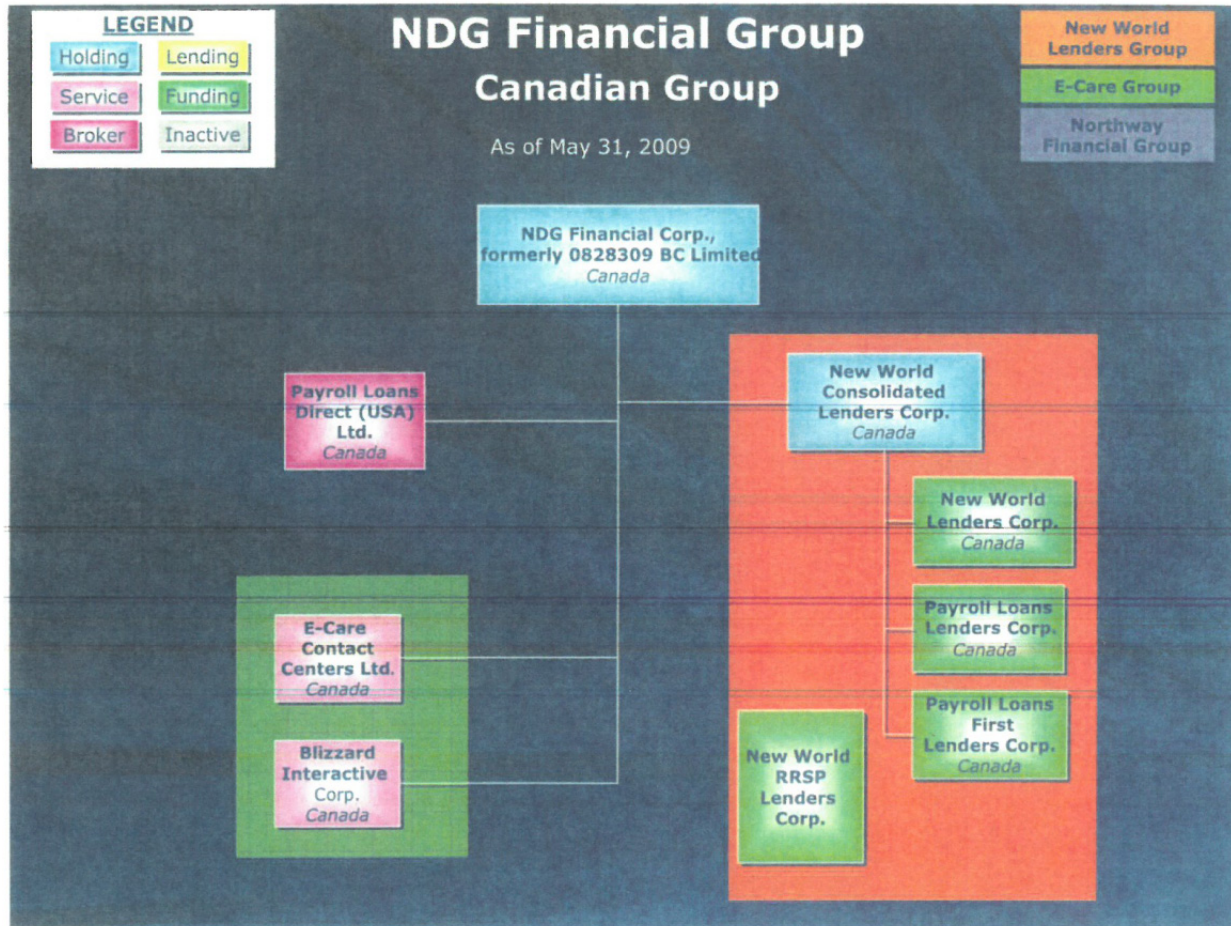 LEGEND
Holding
Lending
Service
Funding
Broker
Inactive
NDG Financial Group
Canadian Group
As of May 31, 2009
New World
Lenders Group
E-Care Group
Northway
Financial Group
NDG Financial Corp.,
formerly 0828309 BC Limited
Canada
Payroll Loans
Direct (USA)
Ltd.
Canada
New World
Consolidated
Lenders Corp.
Canada
New World
Lenders Corp.
Canada
Payroll Loans
Lenders Corp.
Canada
Payroll Loans
First
Lenders Corp.
Canada
New World
RRSP
Lenders
Corp.
E-Care
Contact
Centers Ltd.
Canada
Blizzard
Interactive
Corp.
Canada